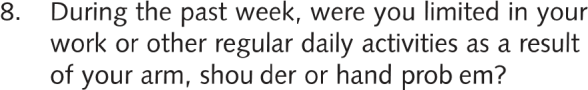 8. During the past week, were you limited in your
work or other regular daily activities as a result
of your arm, shou der or hand prob em?